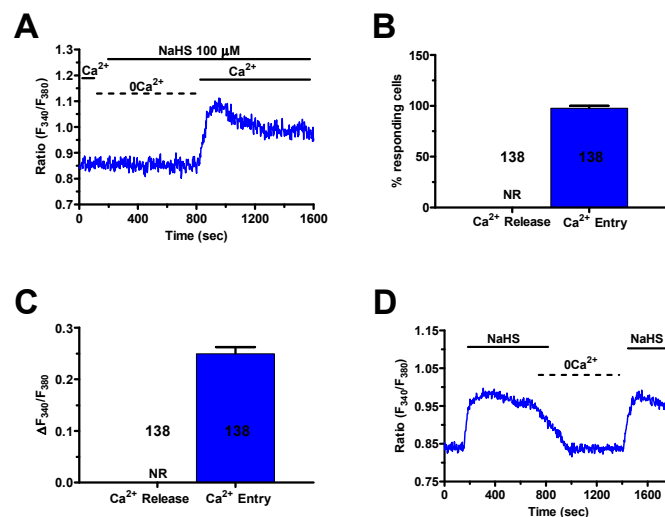 A
NaHS 100 µM
Ca²⁺
Ca²⁺
0Ca²⁺
1.3
1.2
1.1
1.0
0.9
0.8
0.7
Ratio (F₃₄₀/F₃₈₀)
0 400 800 1200 1600
Time (sec)
B
150
100
50
0
% responding cells
138
138
NR
Ca²⁺ Release Ca²⁺ Entry
C
0.3
0.2
0.1
0.0
ΔF₃₄₀/F₃₈₀
138
138
NR
Ca²⁺ Release Ca²⁺ Entry
D
NaHS
NaHS
0Ca²⁺
1.15
1.05
0.95
0.85
0.75
Ratio (F₃₄₀/F₃₈₀)
0 400 800 1200 1600
Time (sec)